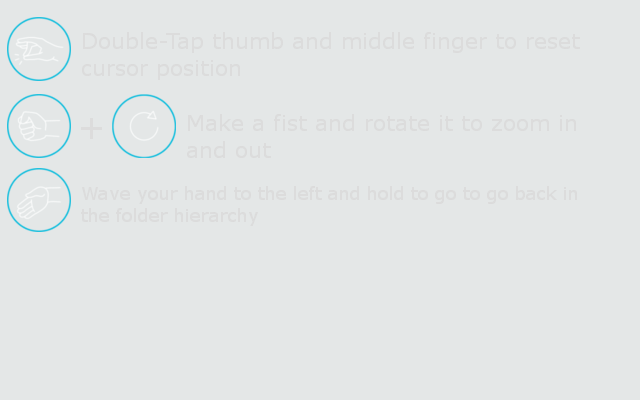 Double-Tap thumb and middle finger to reset
cursor position
+ Make a fist and rotate it to zoom in
and out
Wave your hand to the left and hold to go to go back in
the folder hierarchy